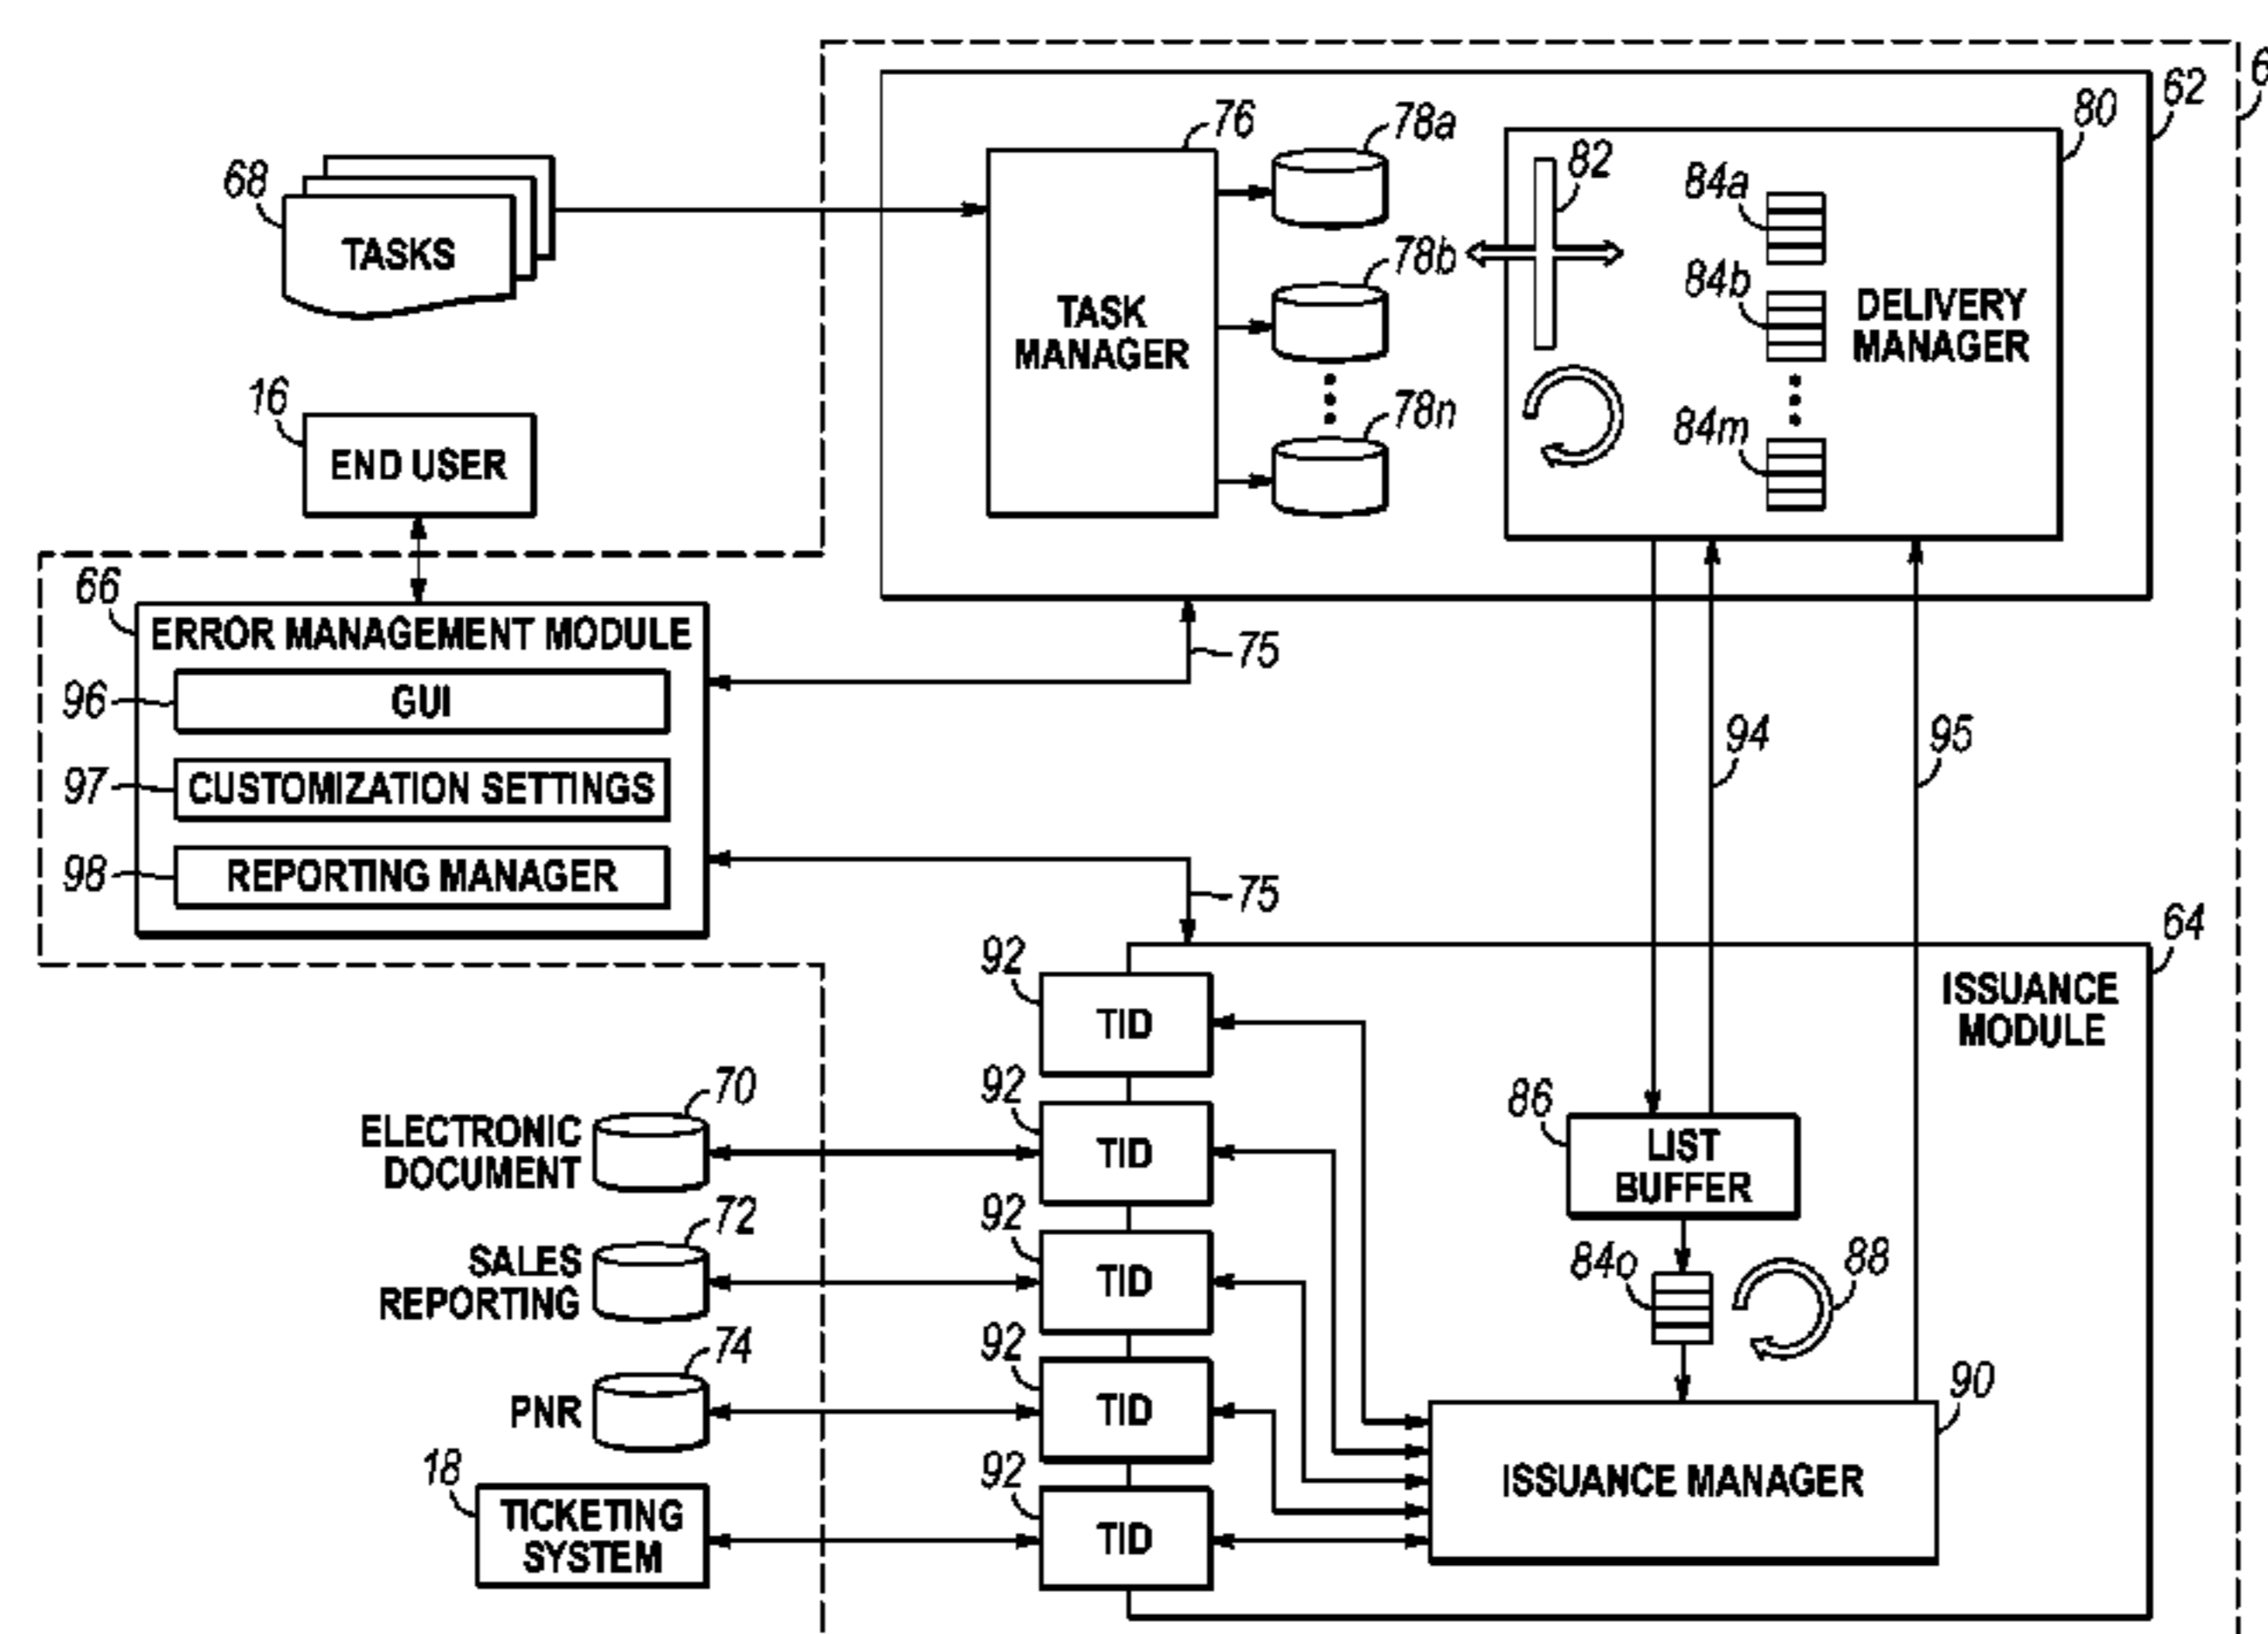 6
62
76
78a
80
82
84a
68
TASKS
78b
84b
TASK
MANAGER
DELIVERY
MANAGER
16
78n
84m
END USER
66
ERROR MANAGEMENT MODULE
75
96
GUI
94
95
97
CUSTOMIZATION SETTINGS
98
REPORTING MANAGER
75
64
92
TID
ISSUANCE
MODULE
70
92
86
ELECTRONIC
DOCUMENT
TID
LIST
BUFFER
72
92
SALES
REPORTING
TID
84o
88
74
92
PNR
TID
90
18
92
TICKETING
SYSTEM
TID
ISSUANCE MANAGER